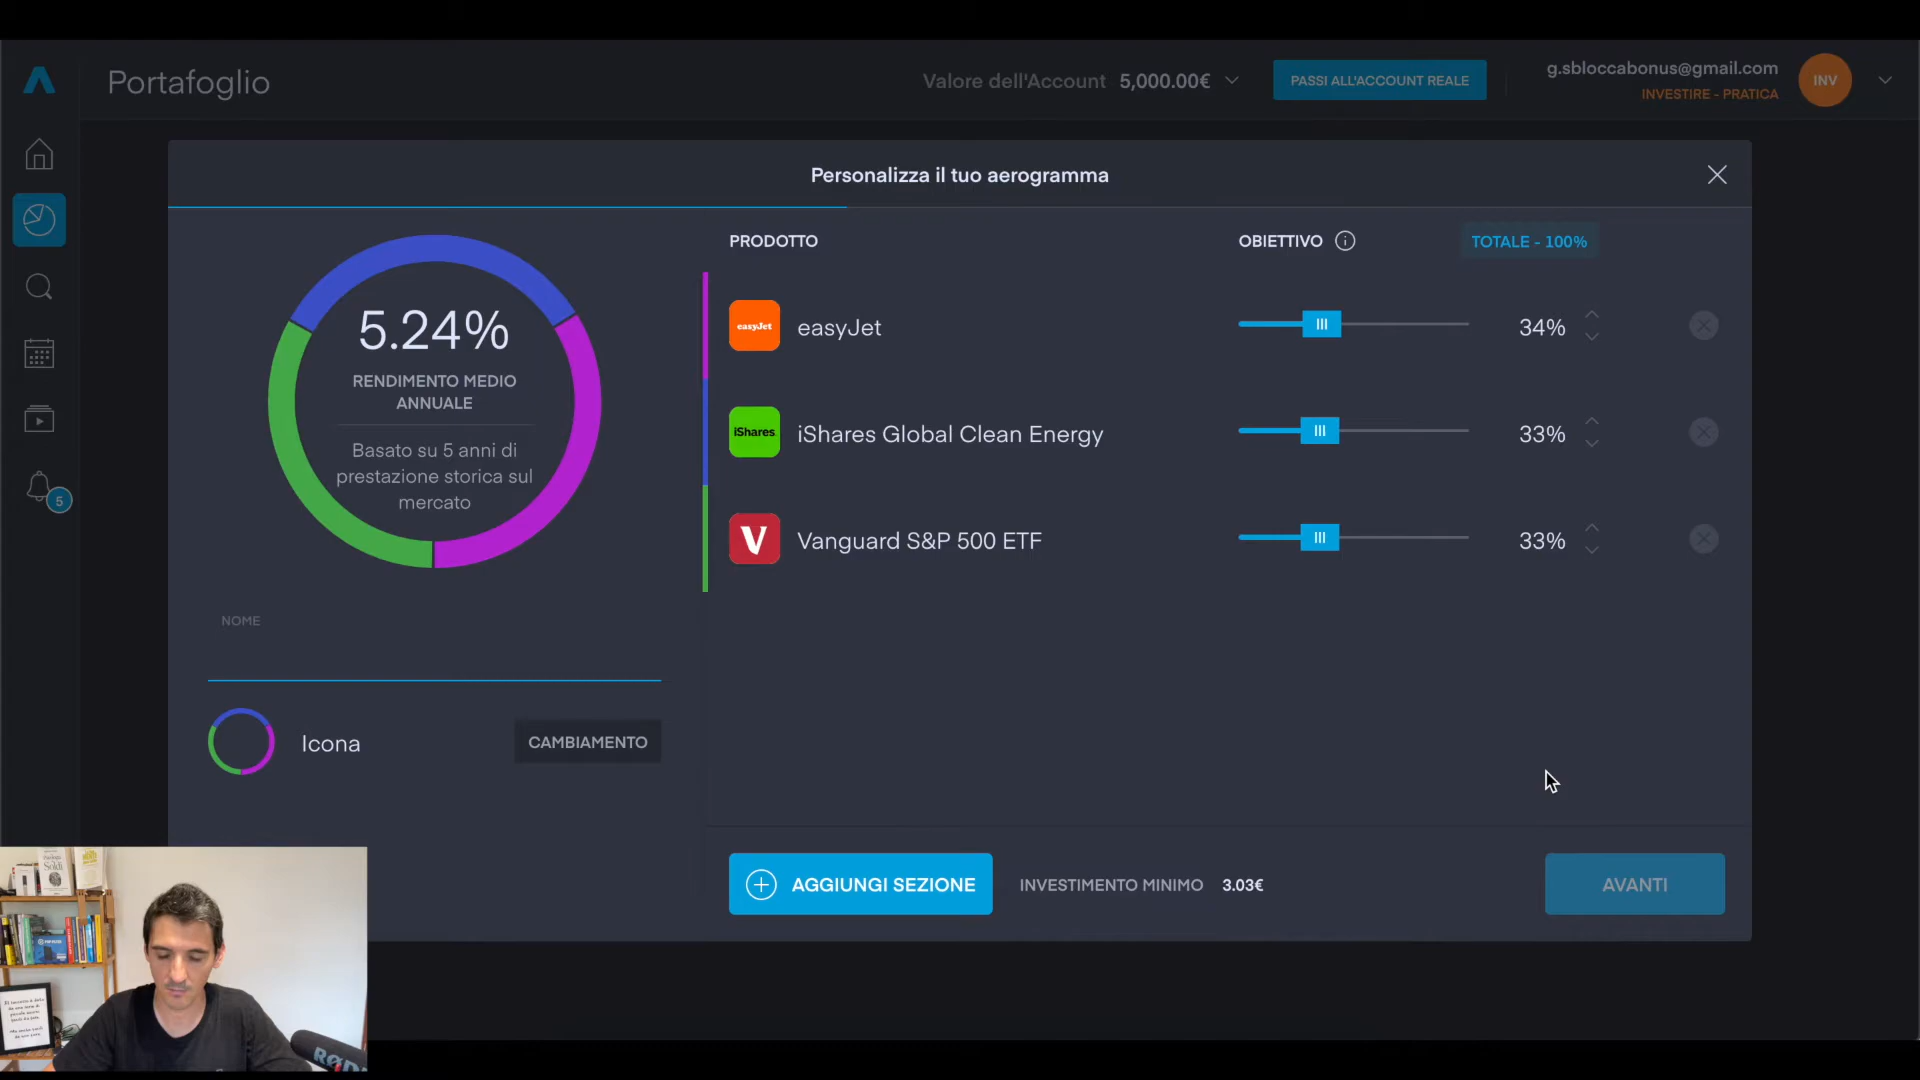 Portafoglio
Valore dell'Account 5,000.00€
PASSI ALL'ACCOUNT REALE
g.sbloccabonus@gmail.com
INVESTIRE - PRATICA
INV
Personalizza il tuo aerogramma
5
5.24%
RENDIMENTO MEDIO
ANNUALE
Basato su 5 anni di
prestazione storica sul
mercato
NOME
Icona
CAMBIAMENTO
PRODOTTO
OBIETTIVO
TOTALE - 100%
easyJet
easyJet
34%
iShares
iShares Global Clean Energy
33%
V
Vanguard S&P 500 ETF
33%
AGGIUNGI SEZIONE
INVESTIMENTO MINIMO 3.03€
AVANTI
Soldi
RØDE